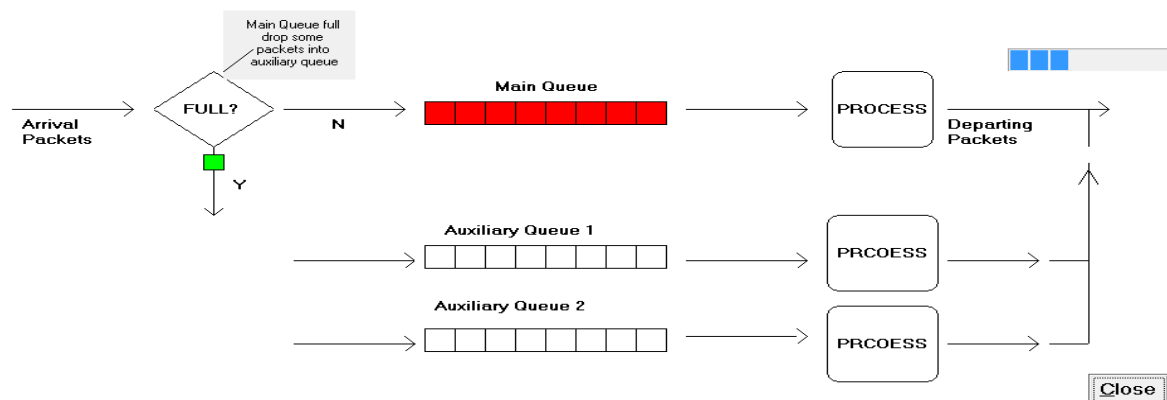 Main Queue full
drop some
packets into
auxiliary queue
FULL?
Arrival
Packets
N
Y
Main Queue
PROCESS
Departing
Packets
Auxiliary Queue 1
PRCOESS
Auxiliary Queue 2
PRCOESS
Close